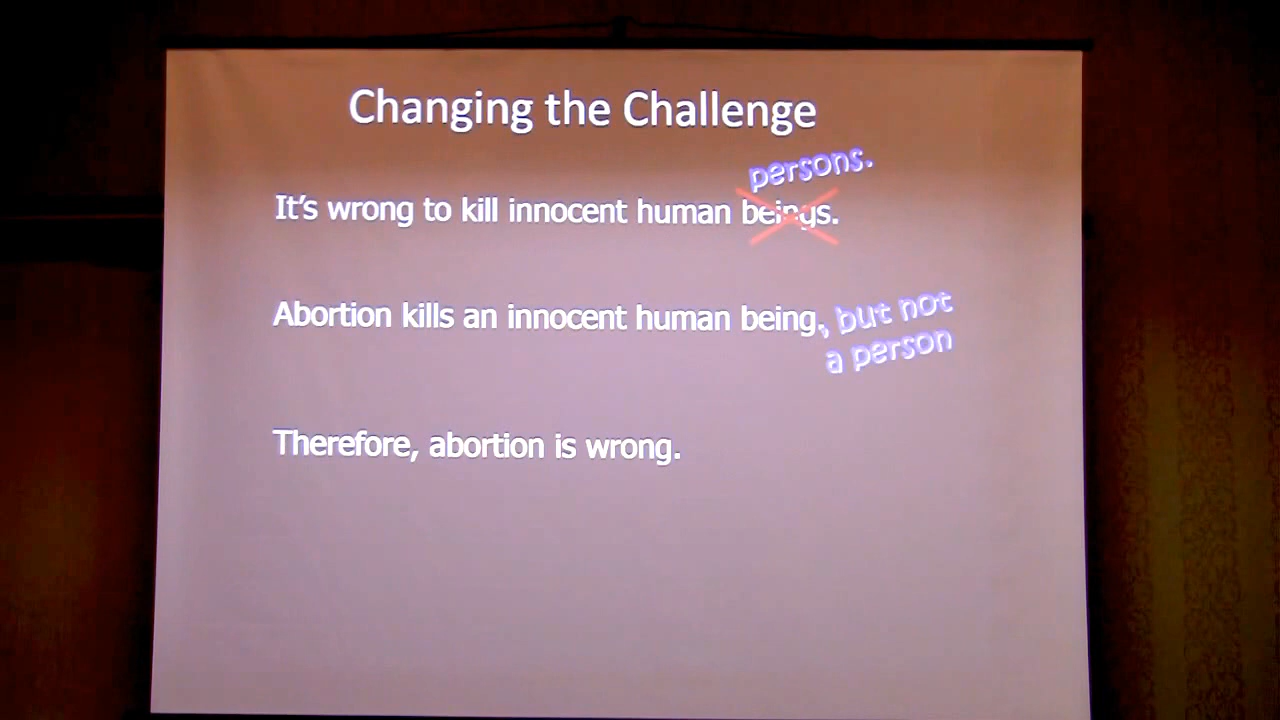 Changing the Challenge
persons.
It's wrong to kill innocent human beings.
Abortion kills an innocent human being, but not
a person
Therefore, abortion is wrong.